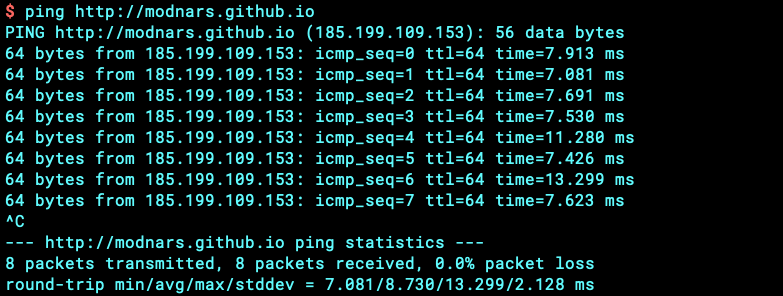 $ ping http://modnars.github.io
PING http://modnars.github.io (185.199.109.153): 56 data bytes
64 bytes from 185.199.109.153: icmp_seq=0 ttl=64 time=7.913 ms
64 bytes from 185.199.109.153: icmp_seq=1 ttl=64 time=7.081 ms
64 bytes from 185.199.109.153: icmp_seq=2 ttl=64 time=7.691 ms
64 bytes from 185.199.109.153: icmp_seq=3 ttl=64 time=7.530 ms
64 bytes from 185.199.109.153: icmp_seq=4 ttl=64 time=11.280 ms
64 bytes from 185.199.109.153: icmp_seq=5 ttl=64 time=7.426 ms
64 bytes from 185.199.109.153: icmp_seq=6 ttl=64 time=13.299 ms
64 bytes from 185.199.109.153: icmp_seq=7 ttl=64 time=7.623 ms
^C
--- http://modnars.github.io ping statistics ---
8 packets transmitted, 8 packets received, 0.0% packet loss
round-trip min/avg/max/stddev = 7.081/8.730/13.299/2.128 ms